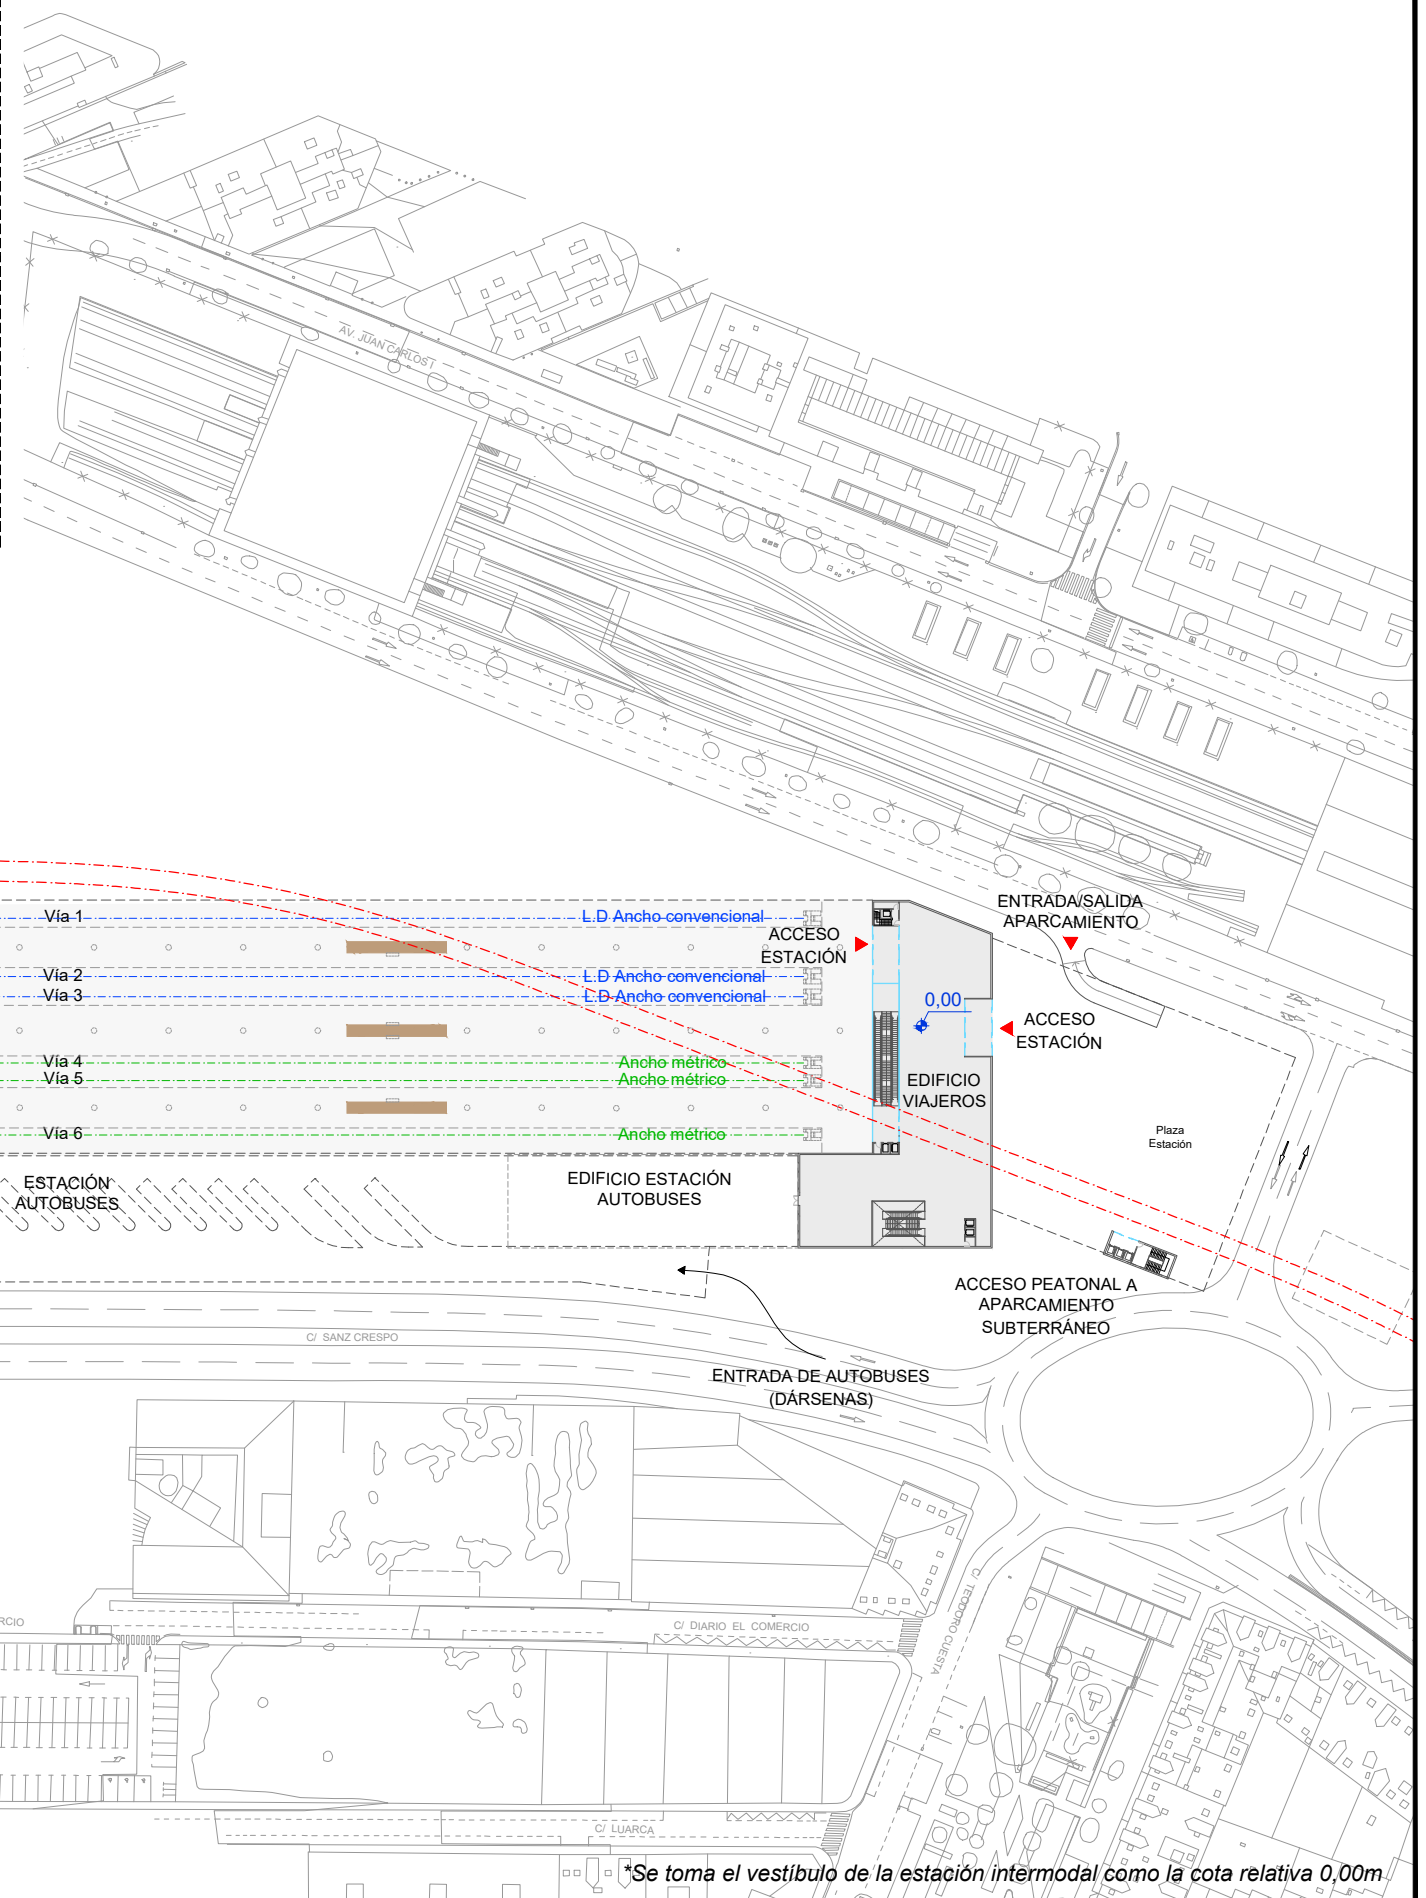 AV. JUAN CARLOS I
Vía 1
L.D Ancho convencional
ENTRADA/SALIDA
APARCAMIENTO
ACCESO
ESTACIÓN
Vía 2
L.D Ancho convencional
Vía 3
L.D Ancho convencional
0,00
ACCESO
ESTACIÓN
Vía 4
Ancho métrico
Vía 5
Ancho métrico
EDIFICIO
VIAJEROS
Vía 6
Ancho métrico
Plaza
Estación
ESTACIÓN
AUTOBUSES
EDIFICIO ESTACIÓN
AUTOBUSES
ACCESO PEATONAL A
APARCAMIENTO
SUBTERRÁNEO
C/ SANZ CRESPO
ENTRADA DE AUTOBUSES
(DÁRSENAS)
RCIO
C/ DIARIO EL COMERCIO
C/ TEODORO CUESTA
C/ LUARCA
*Se toma el vestíbulo de la estación intermodal como la cota relativa 0,00m